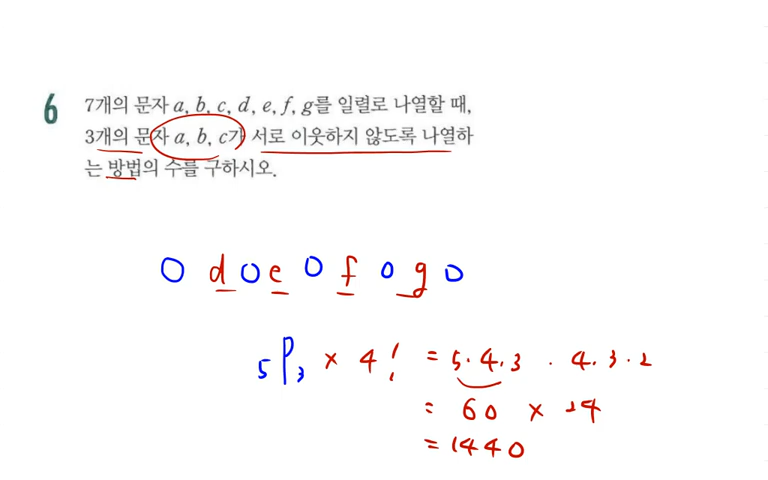 6 7개의 문자 a, b, c, d, e, f, g를 일렬로 나열할 때,
3개의 문자 a, b, c가 서로 이웃하지 않도록 나열하
는 방법의 수를 구하시오.
O d O e O f O g O
₅P₃ × 4! = 5·4·3 · 4·3·2
= 60 × 24
= 1440